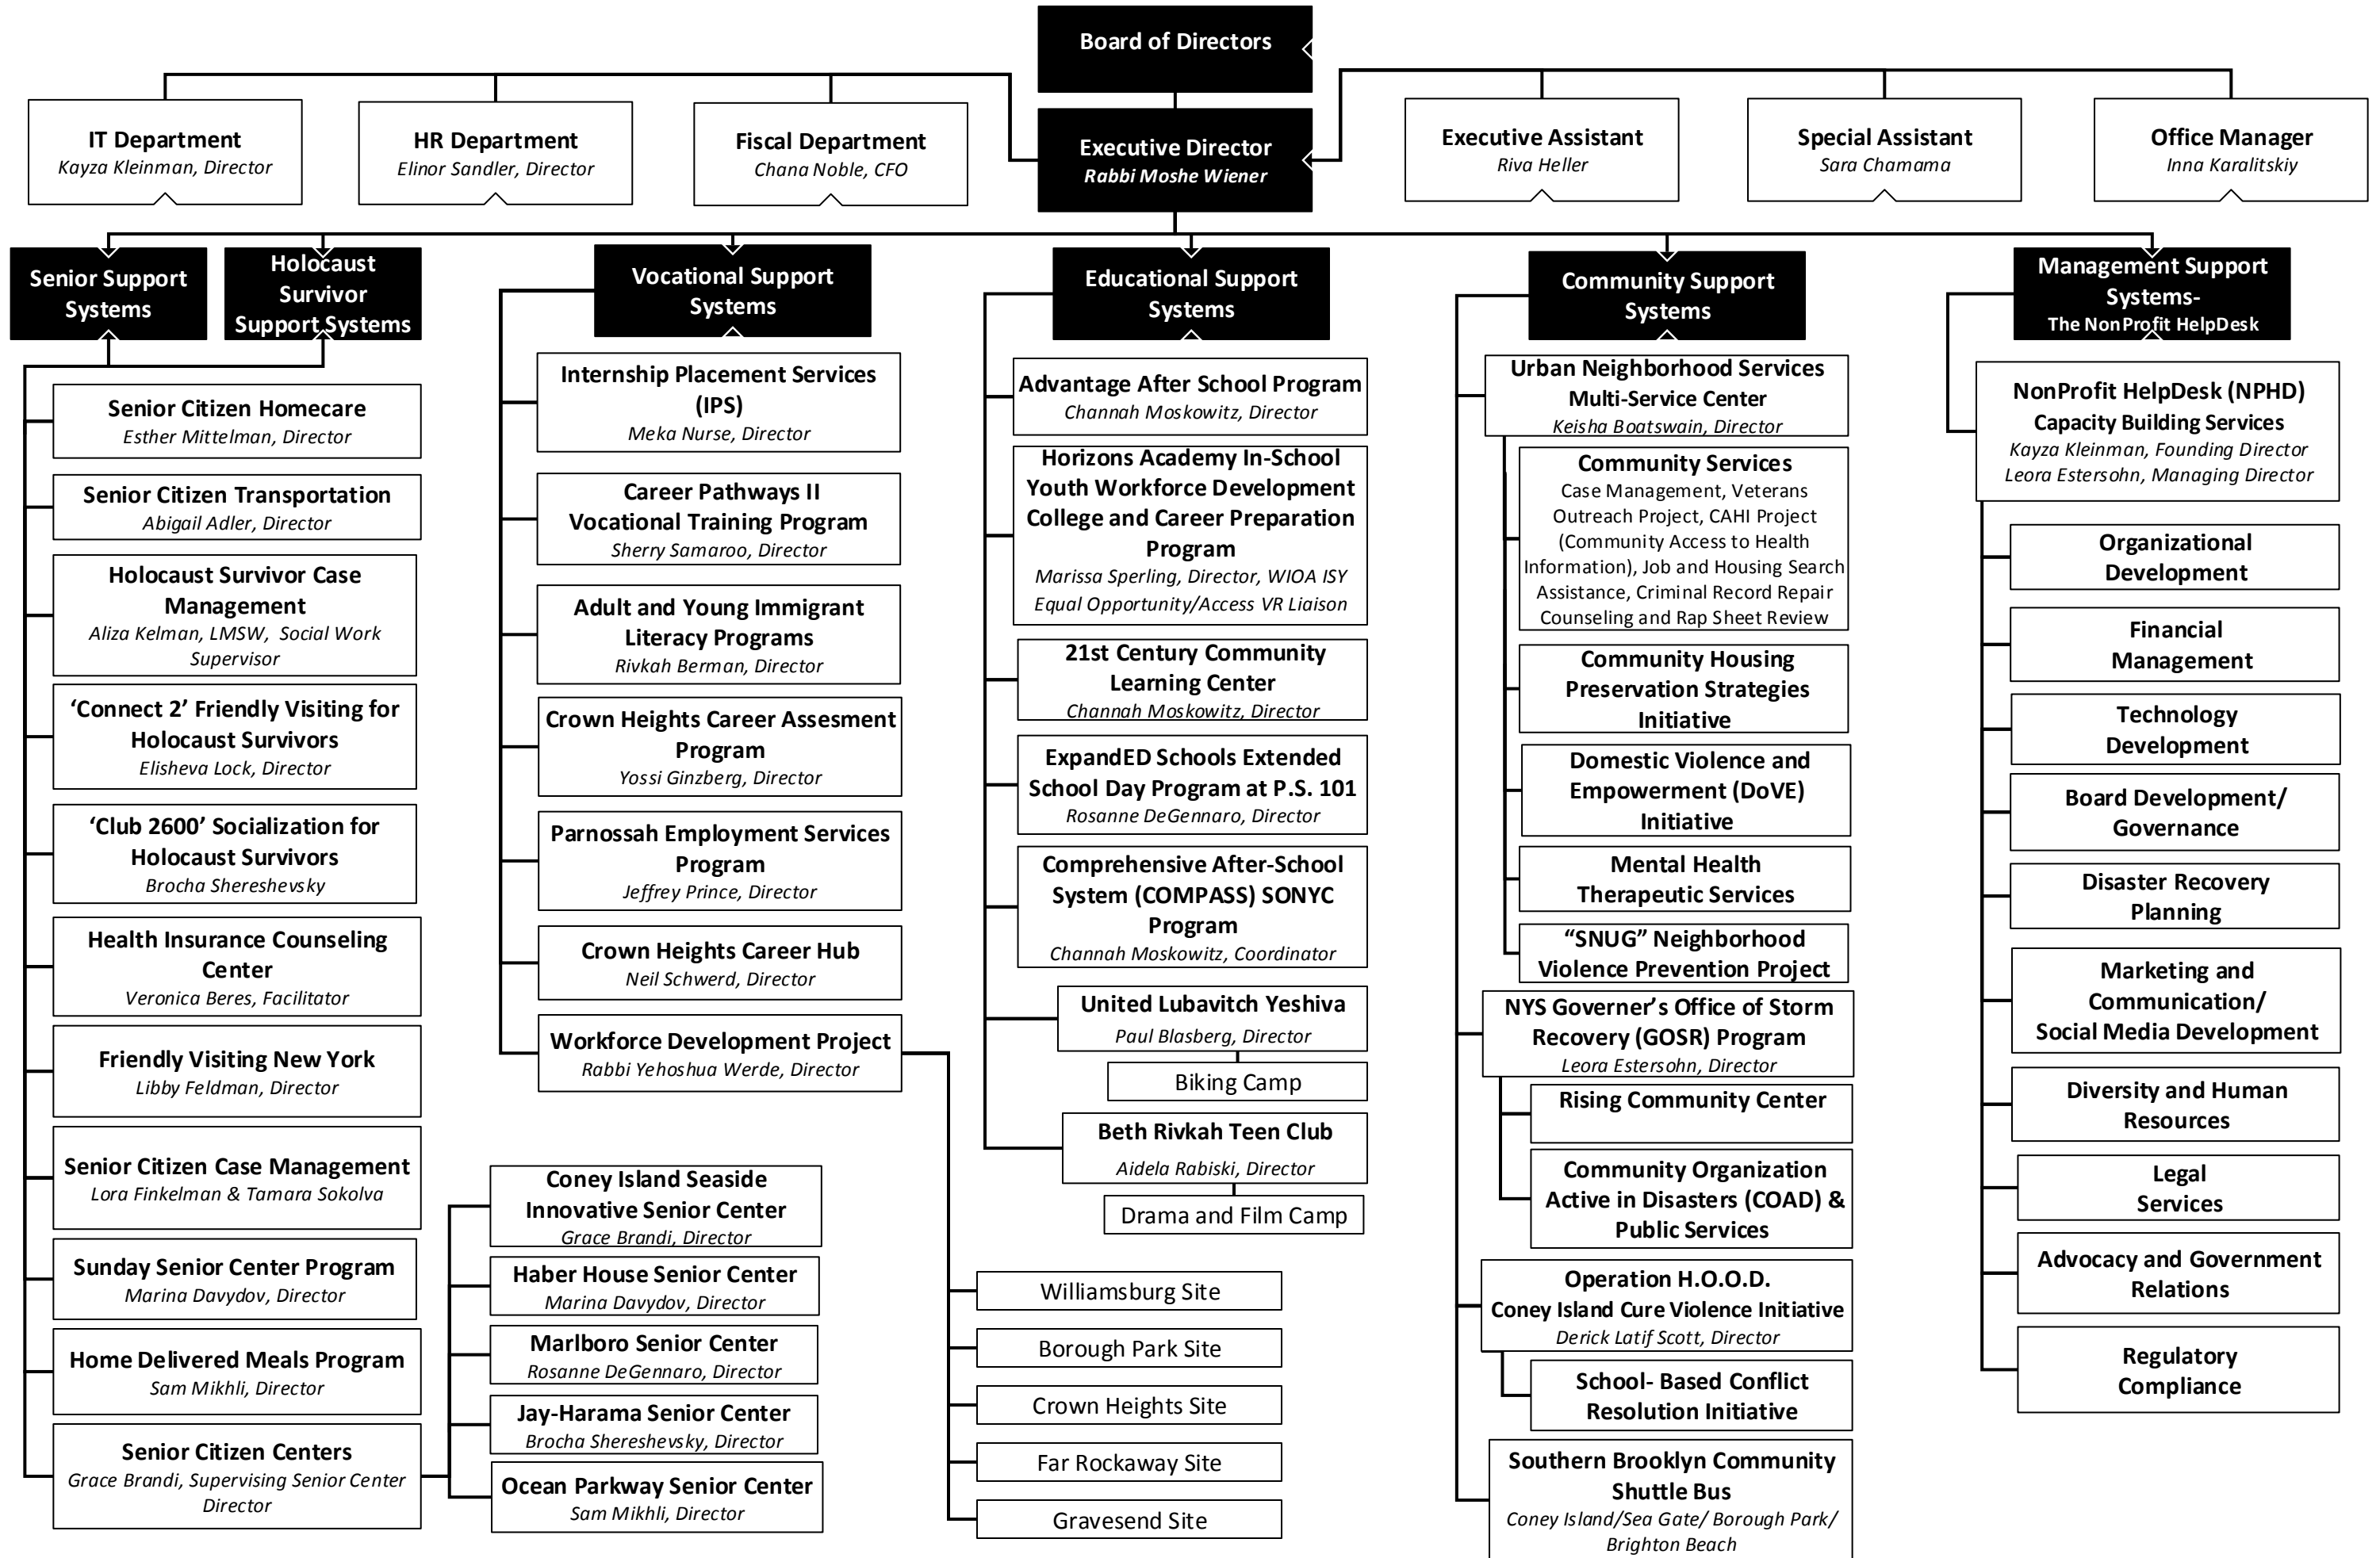 Board of Directors
IT Department
Kayza Kleinman, Director
HR Department
Elinor Sandler, Director
Fiscal Department
Chana Noble, CFO
Executive Director
Rabbi Moshe Wiener
Executive Assistant
Riva Heller
Special Assistant
Sara Chamama
Office Manager
Inna Karalitskiy
Senior Support
Systems
Holocaust
Survivor
Support Systems
Vocational Support
Systems
Educational Support
Systems
Community Support
Systems
Management Support
Systems-
The NonProfit HelpDesk
Senior Citizen Homecare
Esther Mittelman, Director
Senior Citizen Transportation
Abigail Adler, Director
Holocaust Survivor Case
Management
Aliza Kelman, LMSW, Social Work
Supervisor
‘Connect 2’ Friendly Visiting for
Holocaust Survivors
Elisheva Lock, Director
‘Club 2600’ Socialization for
Holocaust Survivors
Brocha Shereshevsky
Health Insurance Counseling
Center
Veronica Beres, Facilitator
Friendly Visiting New York
Libby Feldman, Director
Senior Citizen Case Management
Lora Finkelman & Tamara Sokolva
Sunday Senior Center Program
Marina Davydov, Director
Home Delivered Meals Program
Sam Mikhli, Director
Senior Citizen Centers
Grace Brandi, Supervising Senior Center
Director
Coney Island Seaside
Innovative Senior Center
Grace Brandi, Director
Haber House Senior Center
Marina Davydov, Director
Marlboro Senior Center
Rosanne DeGennaro, Director
Jay-Harama Senior Center
Brocha Shereshevsky, Director
Ocean Parkway Senior Center
Sam Mikhli, Director
Internship Placement Services
(IPS)
Meka Nurse, Director
Career Pathways II
Vocational Training Program
Sherry Samaroo, Director
Adult and Young Immigrant
Literacy Programs
Rivkah Berman, Director
Crown Heights Career Assesment
Program
Yossi Ginzberg, Director
Parnossah Employment Services
Program
Jeffrey Prince, Director
Crown Heights Career Hub
Neil Schwerd, Director
Workforce Development Project
Rabbi Yehoshua Werde, Director
Williamsburg Site
Borough Park Site
Crown Heights Site
Far Rockaway Site
Gravesend Site
Advantage After School Program
Channah Moskowitz, Director
Horizons Academy In-School
Youth Workforce Development
College and Career Preparation
Program
Marissa Sperling, Director, WIOA ISY
Equal Opportunity/Access VR Liaison
21st Century Community
Learning Center
Channah Moskowitz, Director
ExpandED Schools Extended
School Day Program at P.S. 101
Rosanne DeGennaro, Director
Comprehensive After-School
System (COMPASS) SONYC
Program
Channah Moskowitz, Coordinator
United Lubavitch Yeshiva
Paul Blasberg, Director
Biking Camp
Beth Rivkah Teen Club
Aidela Rabiski, Director
Drama and Film Camp
Urban Neighborhood Services
Multi-Service Center
Keisha Boatswain, Director
Community Services
Case Management, Veterans
Outreach Project, CAHI Project
(Community Access to Health
Information), Job and Housing Search
Assistance, Criminal Record Repair
Counseling and Rap Sheet Review
Community Housing
Preservation Strategies
Initiative
Domestic Violence and
Empowerment (DoVE)
Initiative
Mental Health
Therapeutic Services
“SNUG” Neighborhood
Violence Prevention Project
NYS Governer’s Office of Storm
Recovery (GOSR) Program
Leora Estersohn, Director
Rising Community Center
Community Organization
Active in Disasters (COAD) &
Public Services
Operation H.O.O.D.
Coney Island Cure Violence Initiative
Derick Latif Scott, Director
School- Based Conflict
Resolution Initiative
Southern Brooklyn Community
Shuttle Bus
Coney Island/Sea Gate/ Borough Park/
Brighton Beach
NonProfit HelpDesk (NPHD)
Capacity Building Services
Kayza Kleinman, Founding Director
Leora Estersohn, Managing Director
Organizational
Development
Financial
Management
Technology
Development
Board Development/
Governance
Disaster Recovery
Planning
Marketing and
Communication/
Social Media Development
Diversity and Human
Resources
Legal
Services
Advocacy and Government
Relations
Regulatory
Compliance